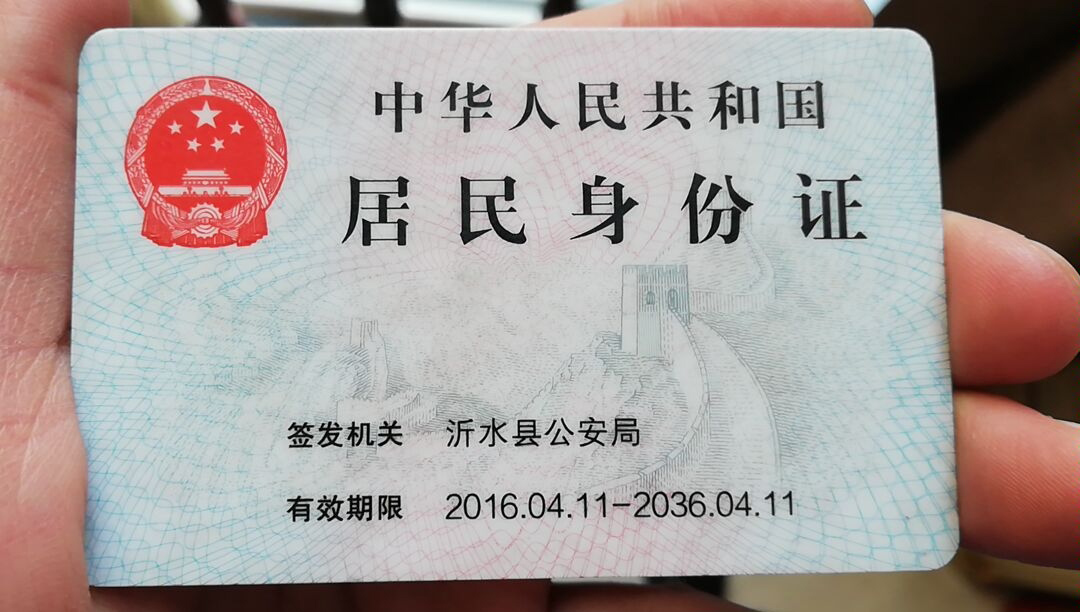 中华人民共和国
居民身份证
签发机关 沂水县公安局
有效期限 2016.04.11-2036.04.11